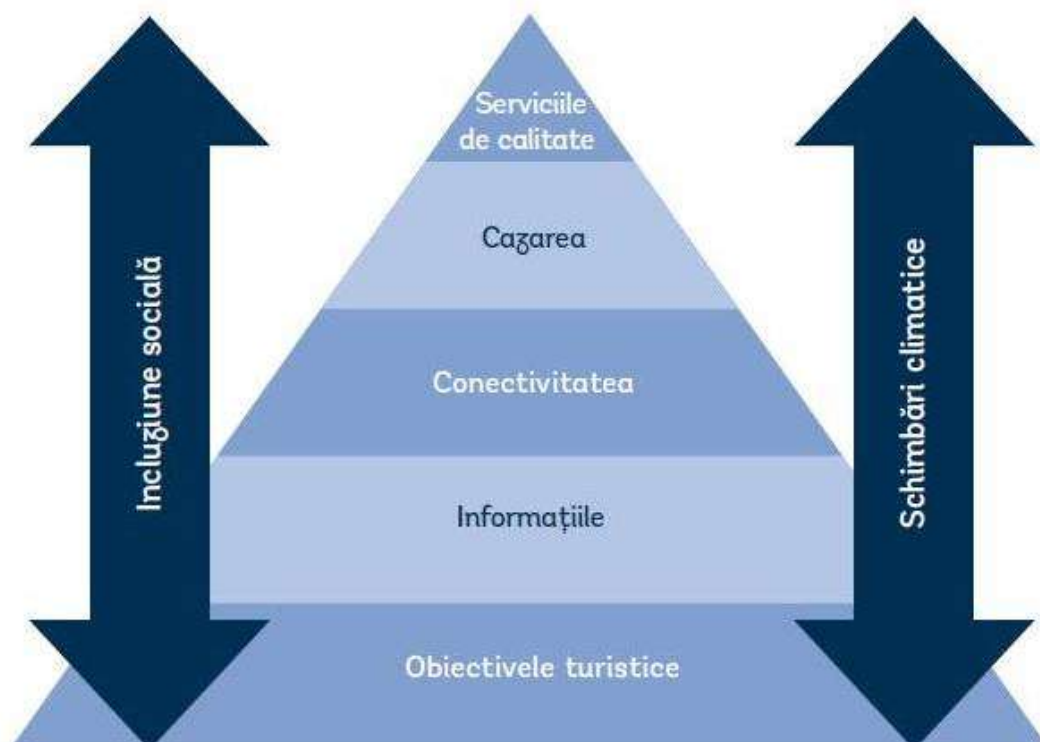 Serviciile
de calitate
Cazarea
Incluziune socială
Conectivitatea
Schimbări climatice
Informațiile
Obiectivele turistice